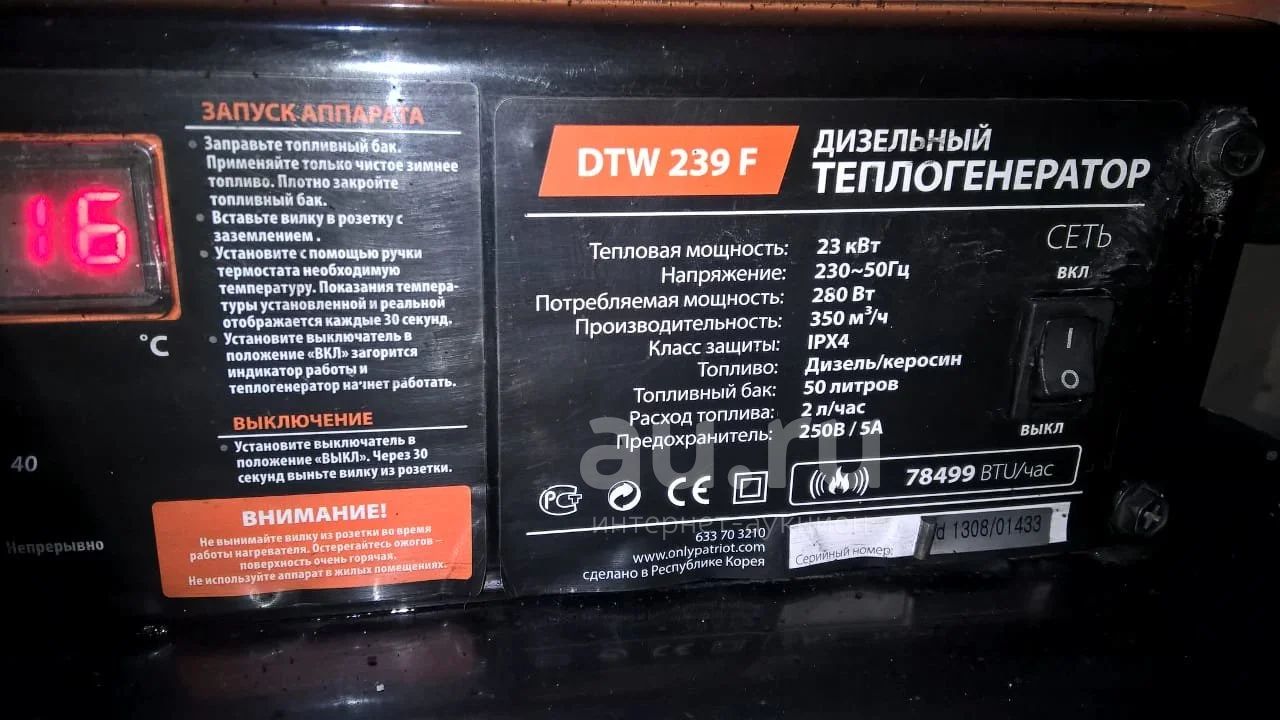 16
°C
40
Непрерывно
ЗАПУСК АППАРАТА
• Заправьте топливный бак.
Применяйте только чистое зимнее
топливо. Плотно закройте
топливный бак.
• Вставьте вилку в розетку с
заземлением .
• Установите с помощью ручки
термостата необходимую
температуру. Показания темпера-
туры установленной и реальной
отображается каждые 30 секунд.
• Установите выключатель в
положение «ВКЛ» загорится
индикатор работы и
теплогенератор начнет работать.
ВЫКЛЮЧЕНИЕ
• Установите выключатель в
положение «ВЫКЛ». Через 30
секунд выньте вилку из розетки.
ВНИМАНИЕ!
Не вынимайте вилку из розетки во время
работы нагревателя. Остерегайтесь ожогов –
поверхность очень горячая.
Не используйте аппарат в жилых помещениях.
DTW 239 F
ДИЗЕЛЬНЫЙ
ТЕПЛОГЕНЕРАТОР
Тепловая мощность: 23 кВт
Напряжение: 230~50Гц
Потребляемая мощность: 280 Вт
Производительность: 350 м³/ч
Класс защиты: IPX4
Топливо: Дизель/керосин
Топливный бак: 50 литров
Расход топлива: 2 л/час
Предохранитель: 250В / 5А
СЕТЬ
ВКЛ
ВЫКЛ
РСТ
CE
78499 BTU/час
633 70 3210
www.onlypatriot.com
сделано в Республике Корея
Серийный номер:
id 1308/01433
au.ru
интернет-аукцион